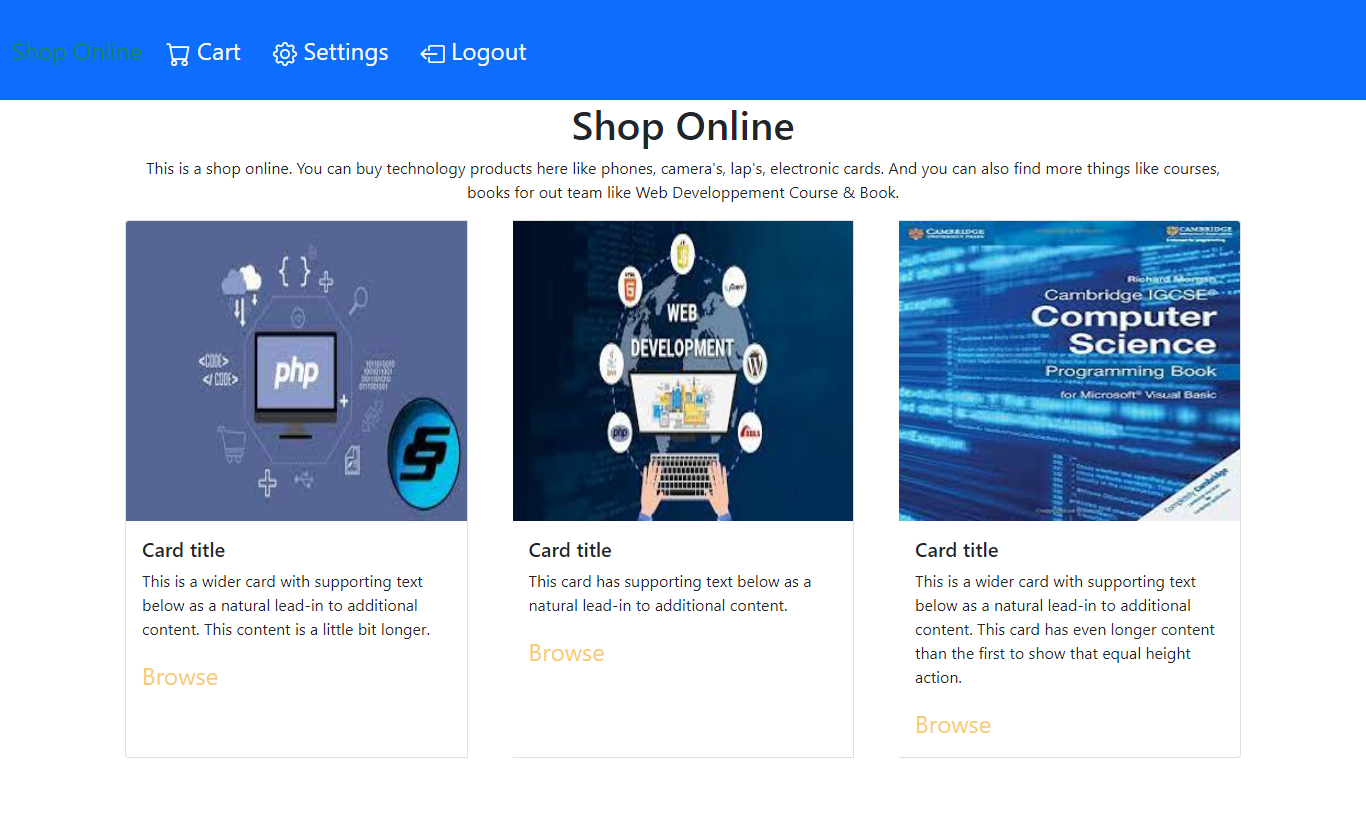 Shop Online Cart Settings Logout
Shop Online
This is a shop online. You can buy technology products here like phones, camera's, lap's, electronic cards. And you can also find more things like courses,
books for out team like Web Developpement Course & Book.
{ }
<CODE>
</ CODE>
php
WEB
DEVELOPMENT
php
CAMBRIDGE
CAMBRIDGE
Richard Morgan
Cambridge IGCSE®
Computer
Science
Programming Book
for Microsoft® Visual Basic
Exception
Exception
Completely Cambridge
Card title
This is a wider card with supporting text
below as a natural lead-in to additional
content. This content is a little bit longer.
Browse
Card title
This card has supporting text below as a
natural lead-in to additional content.
Browse
Card title
This is a wider card with supporting text
below as a natural lead-in to additional
content. This card has even longer content
than the first to show that equal height
action.
Browse